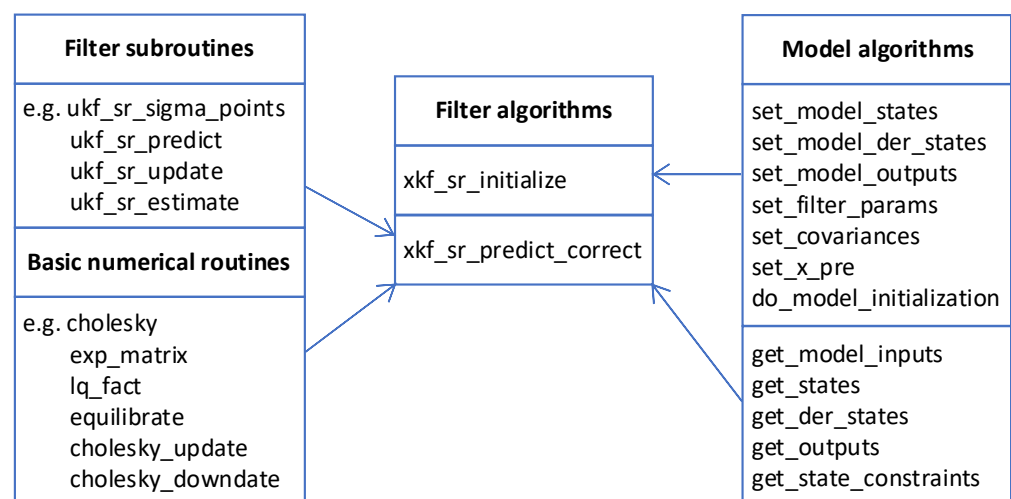 Filter subroutines
e.g. ukf_sr_sigma_points
ukf_sr_predict
ukf_sr_update
ukf_sr_estimate
Basic numerical routines
e.g. cholesky
exp_matrix
lq_fact
equilibrate
cholesky_update
cholesky_downdate
Filter algorithms
xkf_sr_initialize
xkf_sr_predict_correct
Model algorithms
set_model_states
set_model_der_states
set_model_outputs
set_filter_params
set_covariances
set_x_pre
do_model_initialization
get_model_inputs
get_states
get_der_states
get_outputs
get_state_constraints